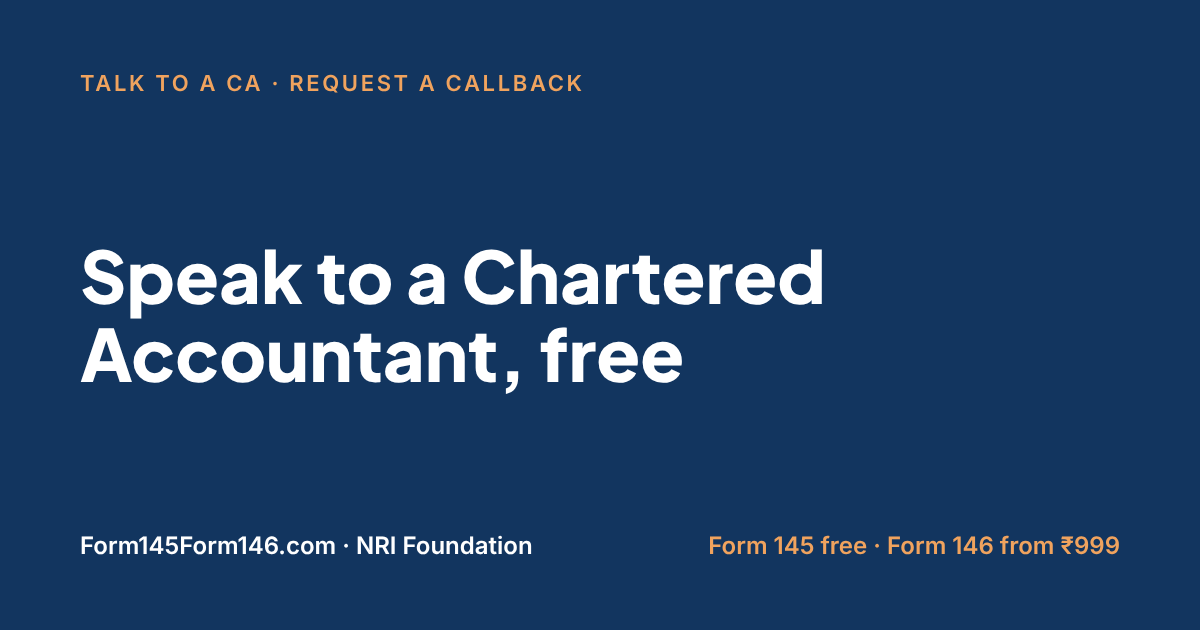 TALK TO A CA · REQUEST A CALLBACK
Speak to a Chartered
Accountant, free
Form145Form146.com · NRI Foundation
Form 145 free · Form 146 from ₹999